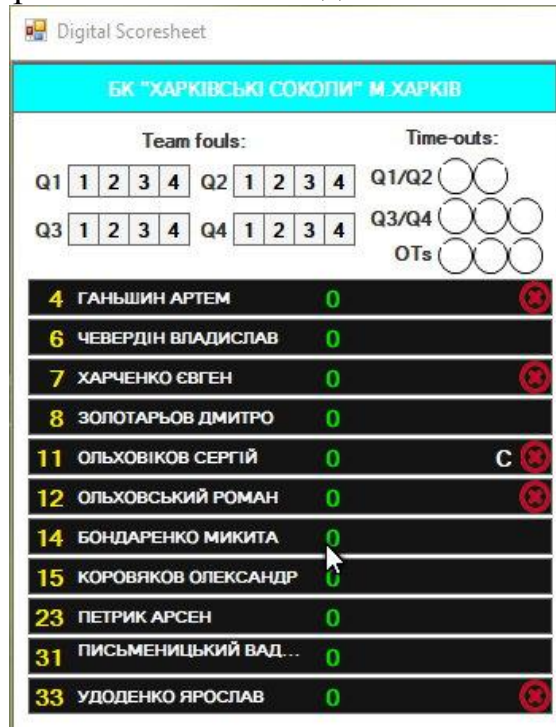 Digital Scoresheet
БК "ХАРКІВСЬКІ СОКОЛИ" М.ХАРКІВ
Team fouls: Time-outs:
Q1 1 2 3 4 Q2 1 2 3 4 Q1/Q2
Q3 1 2 3 4 Q4 1 2 3 4 Q3/Q4
OTs
4 ГАНЬШИН АРТЕМ 0
6 ЧЕВЕРДІН ВЛАДИСЛАВ 0
7 ХАРЧЕНКО ЄВГЕН 0
8 ЗОЛОТАРЬОВ ДМИТРО 0
11 ОЛЬХОВІКОВ СЕРГІЙ 0 C
12 ОЛЬХОВСЬКИЙ РОМАН 0
14 БОНДАРЕНКО МИКИТА 0
15 КОРОВЯКОВ ОЛЕКСАНДР 0
23 ПЕТРИК АРСЕН 0
31 ПИСЬМЕНИЦЬКИЙ ВАД... 0
33 УДОДЕНКО ЯРОСЛАВ 0